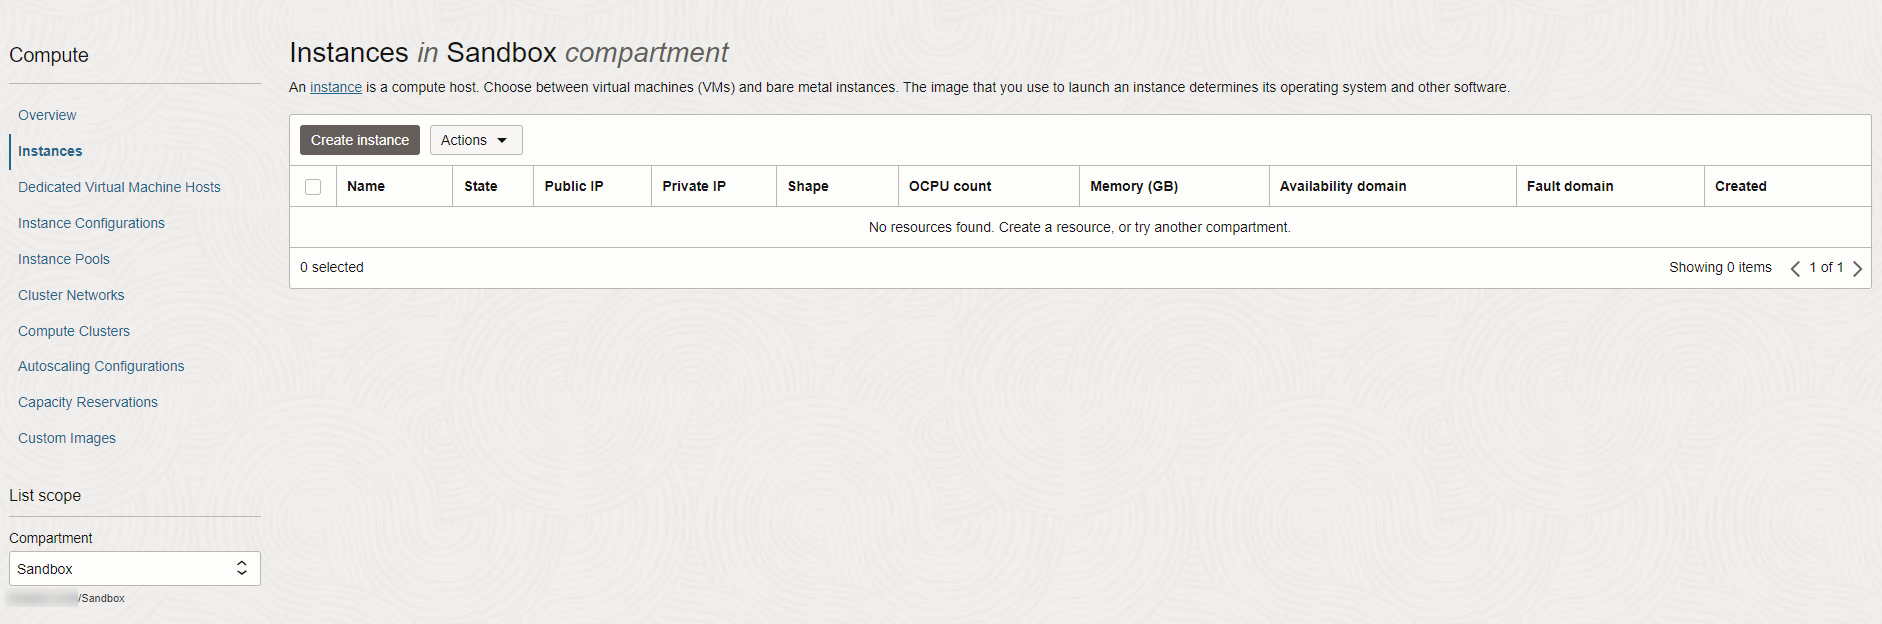 Compute
Overview
Instances
Dedicated Virtual Machine Hosts
Instance Configurations
Instance Pools
Cluster Networks
Compute Clusters
Autoscaling Configurations
Capacity Reservations
Custom Images
List scope
Compartment
Sandbox
/Sandbox
Instances in Sandbox compartment
An instance is a compute host. Choose between virtual machines (VMs) and bare metal instances. The image that you use to launch an instance determines its operating system and other software.
Create instance Actions
Name State Public IP Private IP Shape OCPU count Memory (GB) Availability domain Fault domain Created
No resources found. Create a resource, or try another compartment.
0 selected Showing 0 items 1 of 1